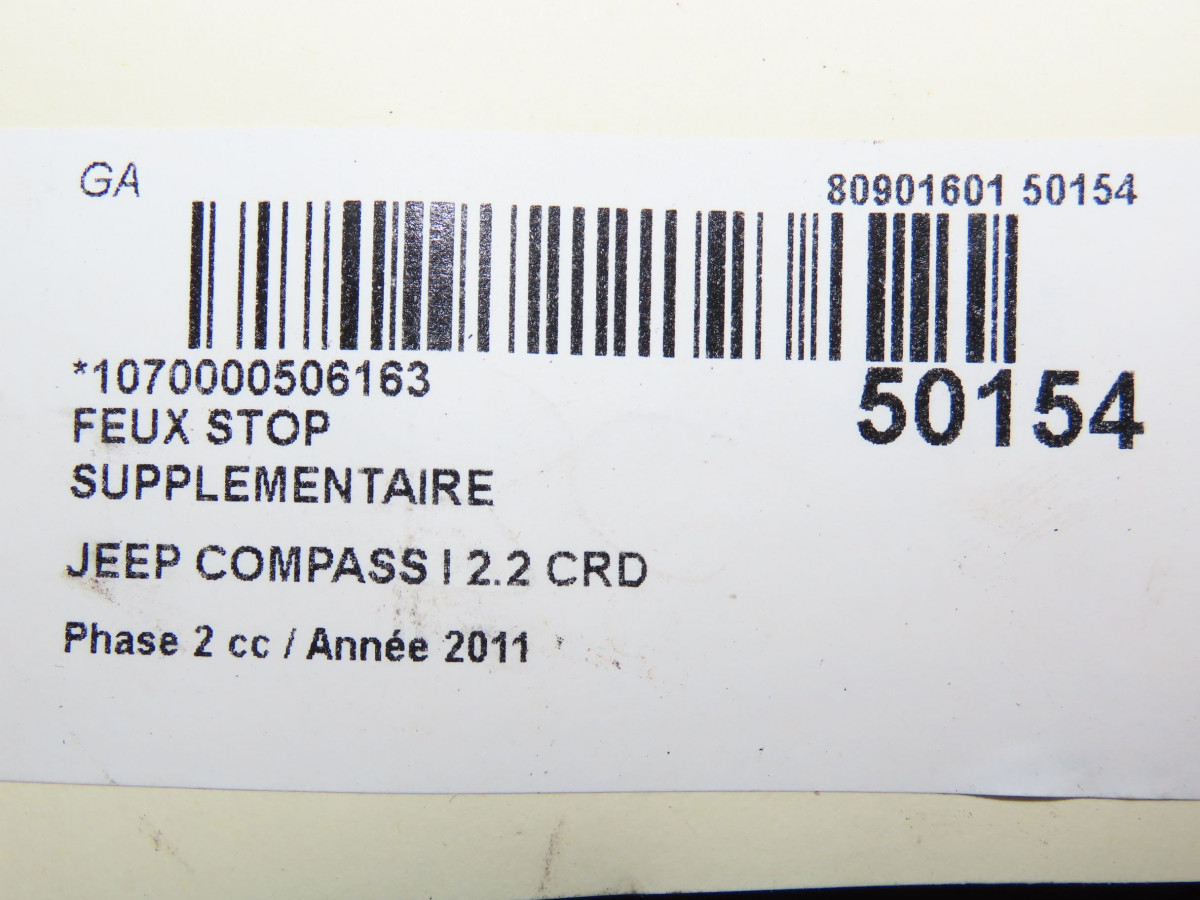 GA
80901601 50154
*1070000506163
50154
FEUX STOP
SUPPLEMENTAIRE
JEEP COMPASS I 2.2 CRD
Phase 2 cc / Année 2011